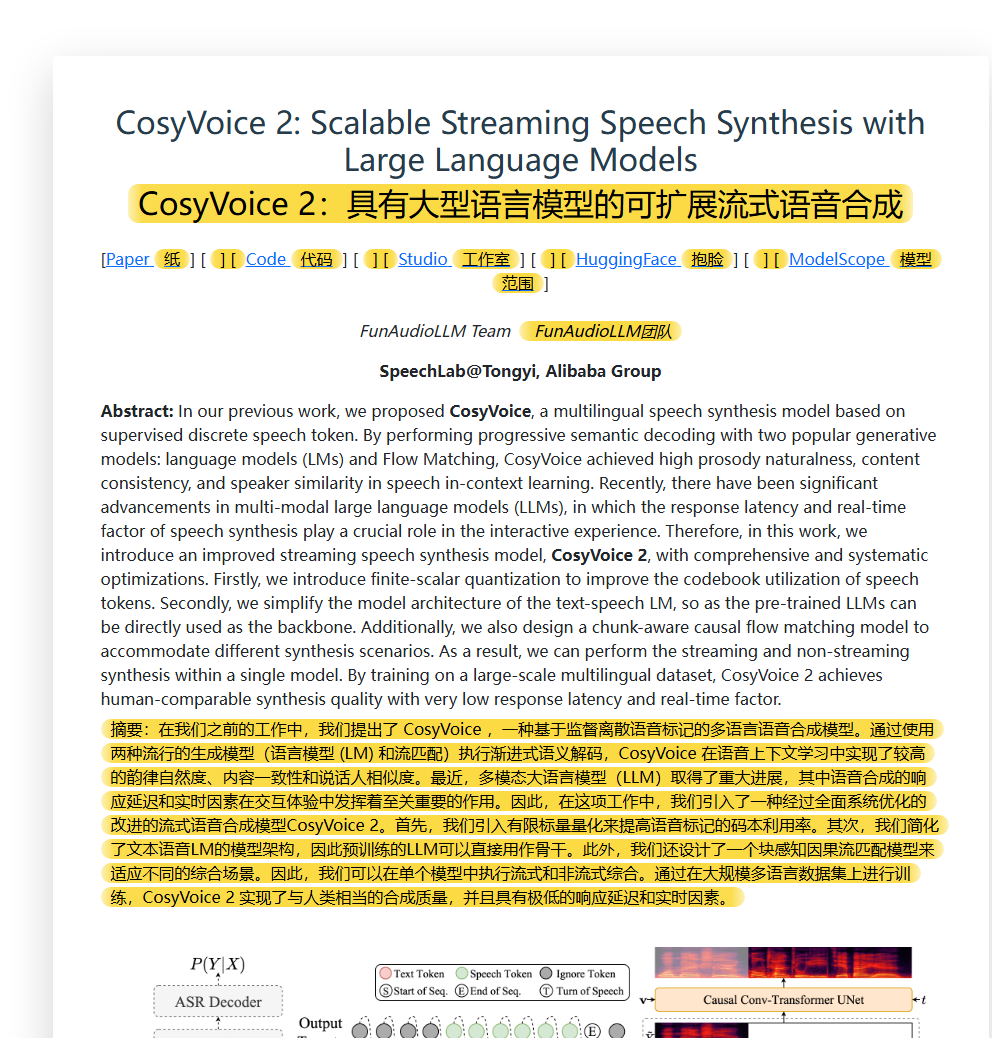 CosyVoice 2: Scalable Streaming Speech Synthesis with
Large Language Models
CosyVoice 2：具有大型语言模型的可扩展流式语音合成
[Paper 纸 ] [ ] [ Code 代码 ] [ ] [ Studio 工作室 ] [ ] [ HuggingFace 抱脸 ] [ ] [ ModelScope 模型
范围 ]
FunAudioLLM Team FunAudioLLM团队
SpeechLab@Tongyi, Alibaba Group
Abstract: In our previous work, we proposed CosyVoice, a multilingual speech synthesis model based on
supervised discrete speech token. By performing progressive semantic decoding with two popular generative
models: language models (LMs) and Flow Matching, CosyVoice achieved high prosody naturalness, content
consistency, and speaker similarity in speech in-context learning. Recently, there have been significant
advancements in multi-modal large language models (LLMs), in which the response latency and real-time
factor of speech synthesis play a crucial role in the interactive experience. Therefore, in this work, we
introduce an improved streaming speech synthesis model, CosyVoice 2, with comprehensive and systematic
optimizations. Firstly, we introduce finite-scalar quantization to improve the codebook utilization of speech
tokens. Secondly, we simplify the model architecture of the text-speech LM, so as the pre-trained LLMs can
be directly used as the backbone. Additionally, we also design a chunk-aware causal flow matching model to
accommodate different synthesis scenarios. As a result, we can perform the streaming and non-streaming
synthesis within a single model. By training on a large-scale multilingual dataset, CosyVoice 2 achieves
human-comparable synthesis quality with very low response latency and real-time factor.
摘要：在我们之前的工作中，我们提出了 CosyVoice ，一种基于监督离散语音标记的多语言语音合成模型。通过使用
两种流行的生成模型（语言模型 (LM) 和流匹配）执行渐进式语义解码，CosyVoice 在语音上下文学习中实现了较高
的韵律自然度、内容一致性和说话人相似度。最近，多模态大语言模型（LLM）取得了重大进展，其中语音合成的响
应延迟和实时因素在交互体验中发挥着至关重要的作用。因此，在这项工作中，我们引入了一种经过全面系统优化的
改进的流式语音合成模型CosyVoice 2。首先，我们引入有限标量量化来提高语音标记的码本利用率。其次，我们简化
了文本语音LM的模型架构，因此预训练的LLM可以直接用作骨干。此外，我们还设计了一个块感知因果流匹配模型来
适应不同的综合场景。因此，我们可以在单个模型中执行流式和非流式综合。通过在大规模多语言数据集上进行训
练，CosyVoice 2 实现了与人类相当的合成质量，并且具有极低的响应延迟和实时因素。
P(Y|X)
ASR Decoder
Text Token Speech Token Ignore Token
S Start of Seq. E End of Seq. T Turn of Speech
Output
E
v Causal Conv-Transformer UNet t